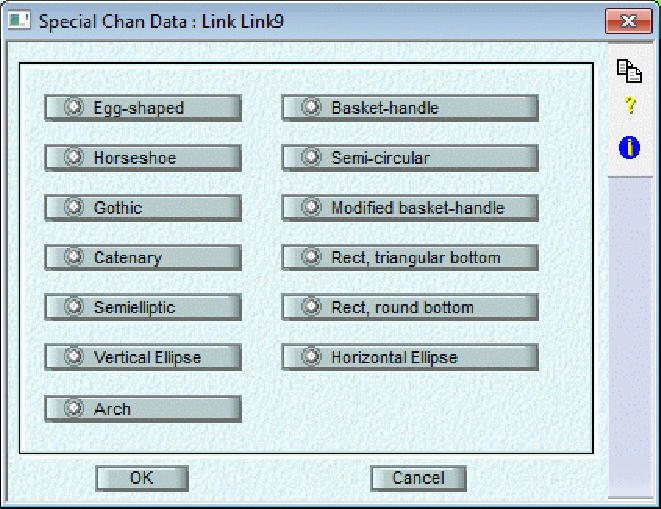 Special Chan Data : Link Link9
Egg-shaped
Basket-handle
Horseshoe
Semi-circular
Gothic
Modified basket-handle
Catenary
Rect, triangular bottom
Semielliptic
Rect, round bottom
Vertical Ellipse
Horizontal Ellipse
Arch
OK
Cancel